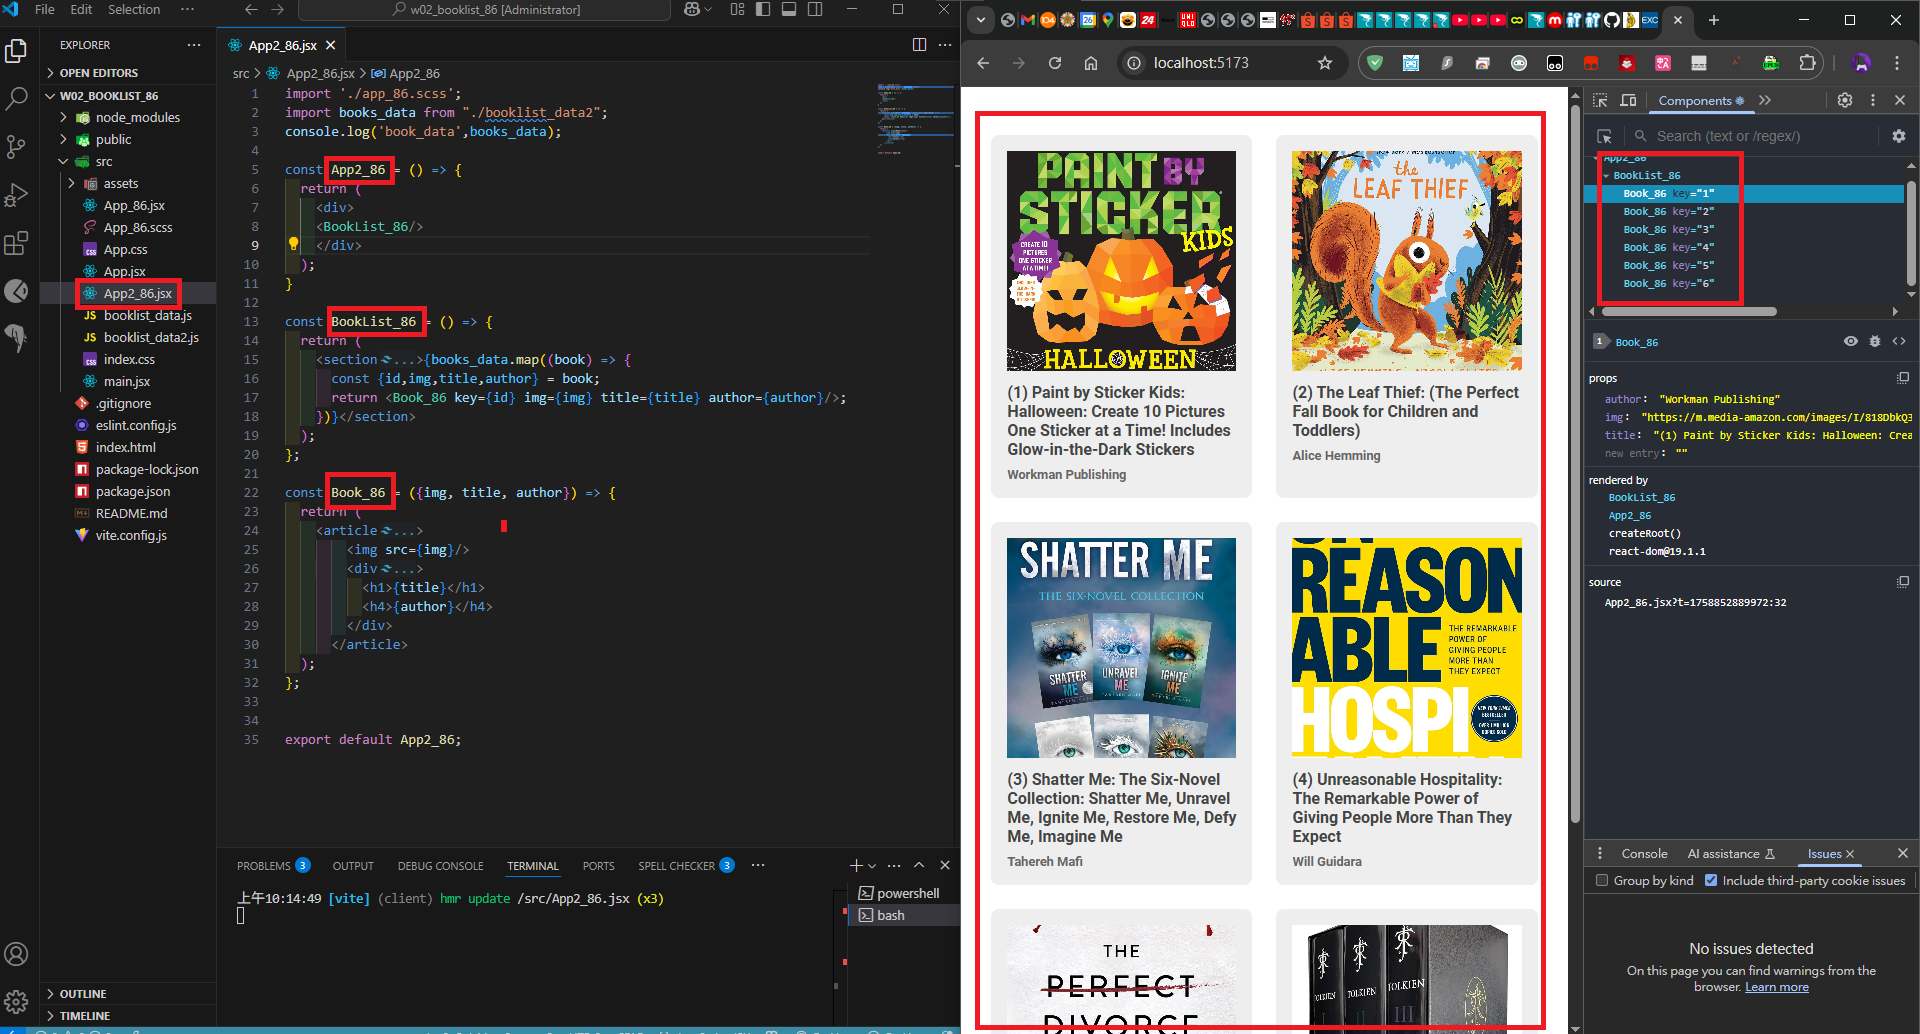 File Edit Selection ···
w02_booklist_86 [Administrator]
EXPLORER
OPEN EDITORS
W02_BOOKLIST_86
node_modules
public
src
assets
App_86.jsx
App_86.scss
App.css
App.jsx
App2_86.jsx
booklist_data.js
booklist_data2.js
index.css
main.jsx
.gitignore
eslint.config.js
index.html
package-lock.json
package.json
README.md
vite.config.js
OUTLINE
TIMELINE
App2_86.jsx
src > App2_86.jsx > App2_86
1 import './app_86.scss';
2 import books_data from "./booklist_data2";
3 console.log('book_data',books_data);
4
5 const App2_86 = () => {
6 return (
7 <div>
8 <BookList_86/>
9 </div>
10 );
11 }
12
13 const BookList_86 = () => {
14 return (
15 <section ...>{books_data.map((book) => {
16 const {id,img,title,author} = book;
17 return <Book_86 key={id} img={img} title={title} author={author}/>;
18 })}</section>
19 );
20 };
21
22 const Book_86 = ({img, title, author}) => {
23 return (
24 <article ...>
25 <img src={img}/>
26 <div ...>
27 <h1>{title}</h1>
28 <h4>{author}</h4>
29 </div>
30 </article>
31 );
32 };
33
34
35 export default App2_86;
PROBLEMS 3 OUTPUT DEBUG CONSOLE TERMINAL PORTS SPELL CHECKER 3 ···
上午10:14:49 [vite] (client) hmr update /src/App2_86.jsx (x3)
powershell
bash
localhost:5173
PAINT BY STICKER KIDS
CREATE 10 PICTURES ONE STICKER AT A TIME!
HALLOWEEN
(1) Paint by Sticker Kids:
Halloween: Create 10 Pictures
One Sticker at a Time! Includes
Glow-in-the-Dark Stickers
Workman Publishing
the LEAF THIEF
(2) The Leaf Thief: (The Perfect
Fall Book for Children and
Toddlers)
Alice Hemming
SHATTER ME
THE SIX-NOVEL COLLECTION
SHATTER ME
UNRAVEL ME
IGNITE ME
(3) Shatter Me: The Six-Novel
Collection: Shatter Me, Unravel
Me, Ignite Me, Restore Me, Defy
Me, Imagine Me
Tahereh Mafi
REASON
ABLE
THE REMARKABLE
POWER OF
GIVING PEOPLE
MORE THAN
THEY EXPECT
HOSPI
(4) Unreasonable Hospitality:
The Remarkable Power of
Giving People More Than They
Expect
Will Guidara
THE
PERFECT
DIVORCE
TOLKIEN
TOLKIEN
TOLKIEN
I II III
Components
Search (text or /regex/)
App2_86
BookList_86
Book_86 key="1"
Book_86 key="2"
Book_86 key="3"
Book_86 key="4"
Book_86 key="5"
Book_86 key="6"
1 Book_86
props
author: "Workman Publishing"
img: "https://m.media-amazon.com/images/I/818DbkQ3
title: "(1) Paint by Sticker Kids: Halloween: Crea
new entry: ""
rendered by
BookList_86
App2_86
createRoot()
react-dom@19.1.1
source
App2_86.jsx?t=1758852889972:32
Console AI assistance Issues
Group by kind Include third-party cookie issues
No issues detected
On this page you can find warnings from the
browser. Learn more